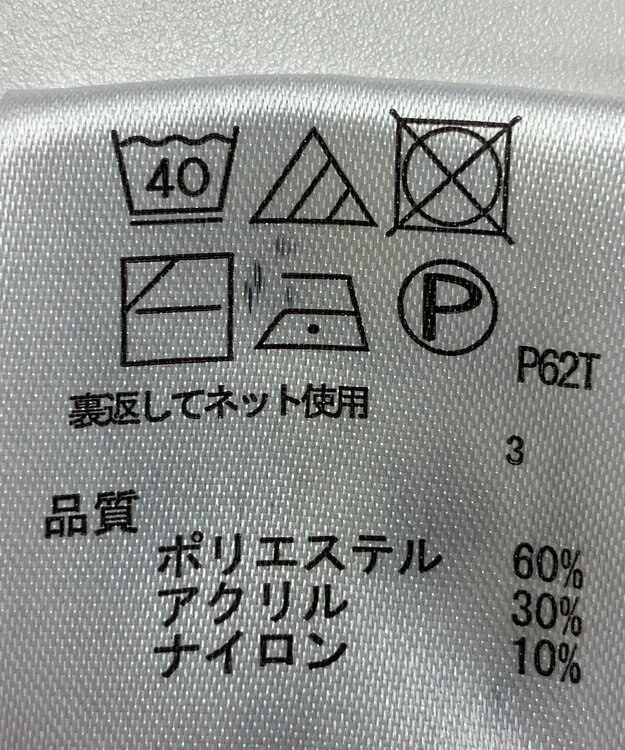 40
P
P62T
裏返してネット使用
3
品質
ポリエステル 60%
アクリル 30%
ナイロン 10%